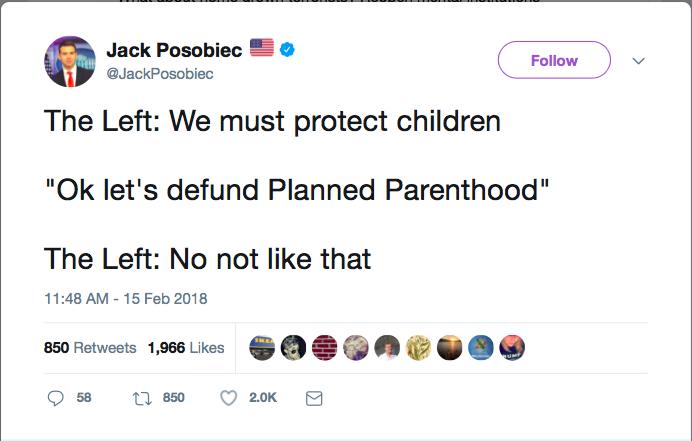 Jack Posobiec
@JackPosobiec
Follow
The Left: We must protect children
"Ok let's defund Planned Parenthood"
The Left: No not like that
11:48 AM - 15 Feb 2018
850 Retweets 1,966 Likes
58 850 2.0K